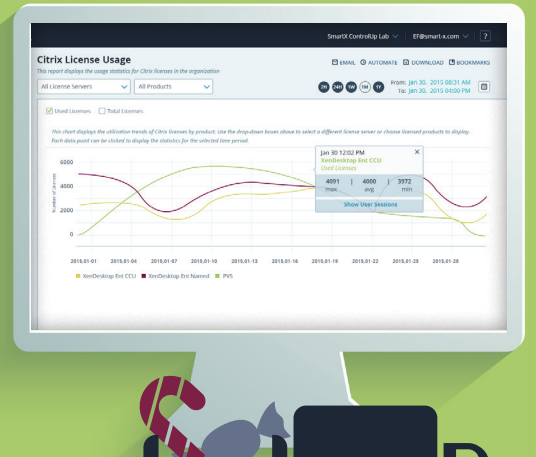 SmartX ControlUp Lab
EF@smart-x.com
?
Citrix License Usage
EMAIL AUTOMATE DOWNLOAD BOOKMARKS
This report displays the usage statistics for Citrix licenses in the organization
All License Servers
All Products
2H 24H 1W 1M 1Y
From: Jan 30, 2015 08:31 AM
To: Jan 30, 2015 04:00 PM
Used Licenses
Total Licenses
This chart displays the utilization trends of Citrix licenses by product. Use the drop-down boxes above to select a different license server or choose licensed products to display.
Each data point can be clicked to display the statistics for the selected time period.
Jan 30 12:02 PM
XenDesktop Ent CCU
Used Licenses
4091 | 4000 | 3972
max avg min
Show User Sessions
Number of Licenses
6000
4000
2000
0
2015,01-01 2015,01-04 2015,01-07 2015,01-10 2015,01-13 2015,01-16 2015,01-19 2015,01-22 2015,01-25 2015,01-28
XenDesktop Ent CCU XenDesktop Ent Named PVS